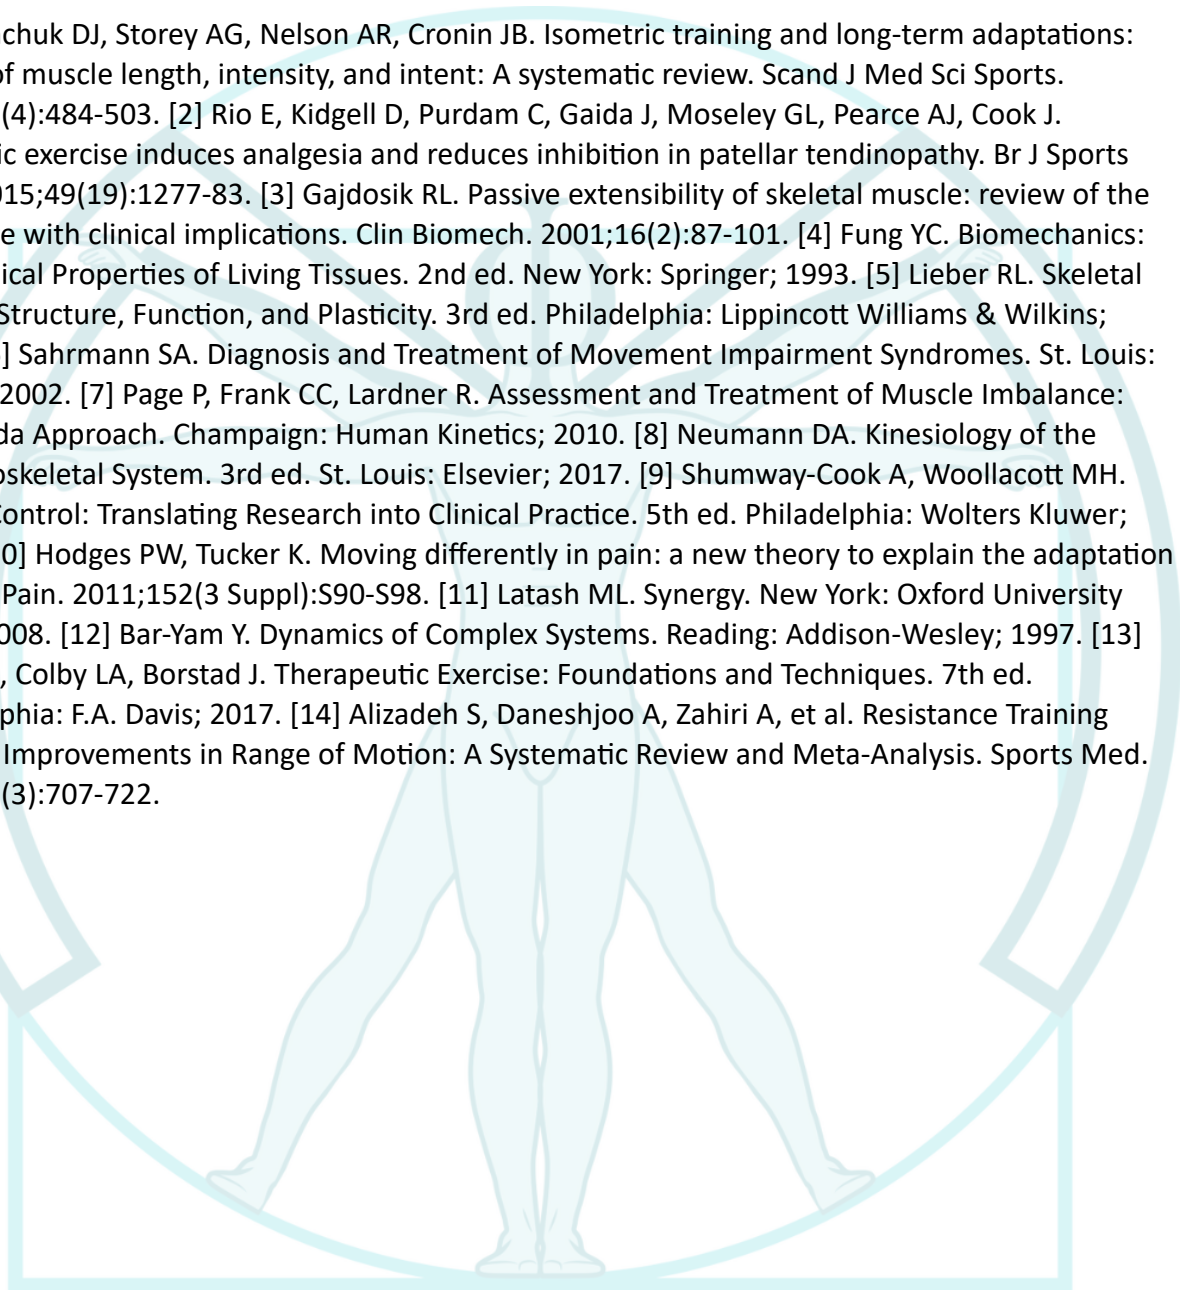 chuk DJ, Storey AG, Nelson AR, Cronin JB. Isometric training and long-term adaptations:
of muscle length, intensity, and intent: A systematic review. Scand J Med Sci Sports.
(4):484-503. [2] Rio E, Kidgell D, Purdam C, Gaida J, Moseley GL, Pearce AJ, Cook J.
ic exercise induces analgesia and reduces inhibition in patellar tendinopathy. Br J Sports
015;49(19):1277-83. [3] Gajdosik RL. Passive extensibility of skeletal muscle: review of the
e with clinical implications. Clin Biomech. 2001;16(2):87-101. [4] Fung YC. Biomechanics:
ical Properties of Living Tissues. 2nd ed. New York: Springer; 1993. [5] Lieber RL. Skeletal
Structure, Function, and Plasticity. 3rd ed. Philadelphia: Lippincott Williams & Wilkins;
] Sahrmann SA. Diagnosis and Treatment of Movement Impairment Syndromes. St. Louis:
2002. [7] Page P, Frank CC, Lardner R. Assessment and Treatment of Muscle Imbalance:
da Approach. Champaign: Human Kinetics; 2010. [8] Neumann DA. Kinesiology of the
oskeletal System. 3rd ed. St. Louis: Elsevier; 2017. [9] Shumway-Cook A, Woollacott MH.
Control: Translating Research into Clinical Practice. 5th ed. Philadelphia: Wolters Kluwer;
0] Hodges PW, Tucker K. Moving differently in pain: a new theory to explain the adaptation
Pain. 2011;152(3 Suppl):S90-S98. [11] Latash ML. Synergy. New York: Oxford University
008. [12] Bar-Yam Y. Dynamics of Complex Systems. Reading: Addison-Wesley; 1997. [13]
, Colby LA, Borstad J. Therapeutic Exercise: Foundations and Techniques. 7th ed.
phia: F.A. Davis; 2017. [14] Alizadeh S, Daneshjoo A, Zahiri A, et al. Resistance Training
Improvements in Range of Motion: A Systematic Review and Meta-Analysis. Sports Med.
(3):707-722.